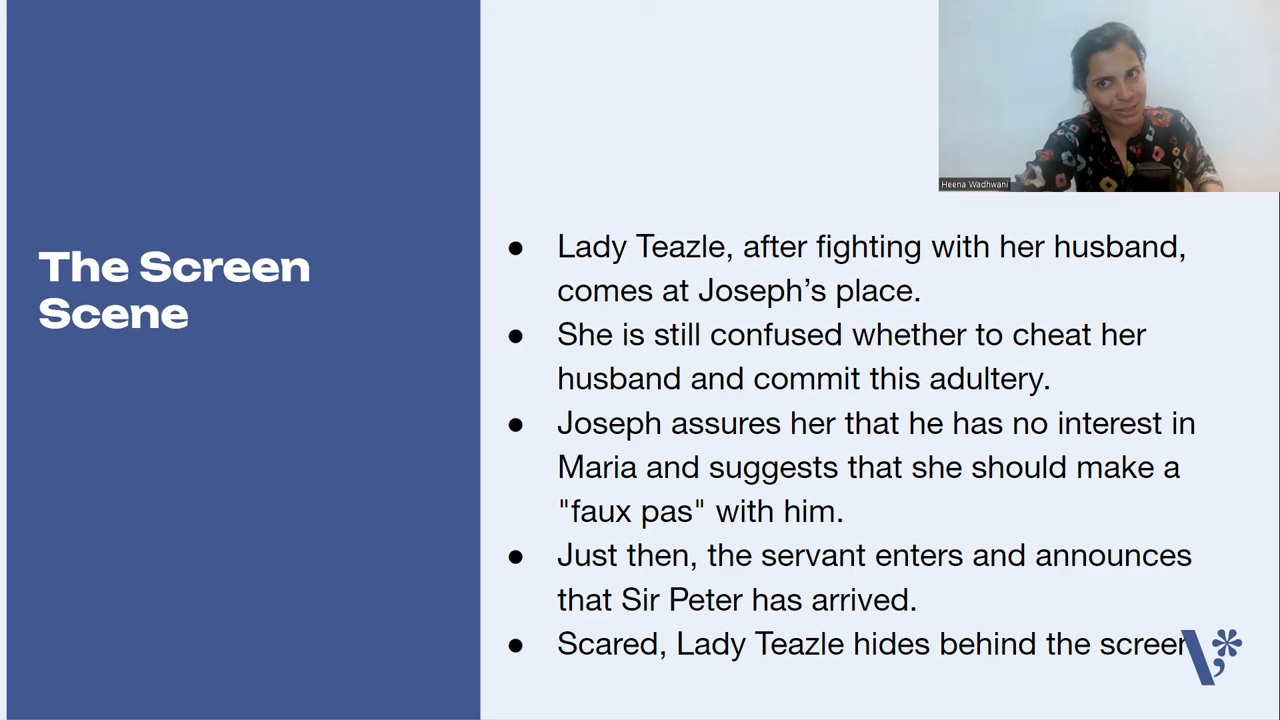 Heena Wadhwani
The Screen
Scene
● Lady Teazle, after fighting with her husband,
comes at Joseph’s place.
● She is still confused whether to cheat her
husband and commit this adultery.
● Joseph assures her that he has no interest in
Maria and suggests that she should make a
"faux pas" with him.
● Just then, the servant enters and announces
that Sir Peter has arrived.
● Scared, Lady Teazle hides behind the screen